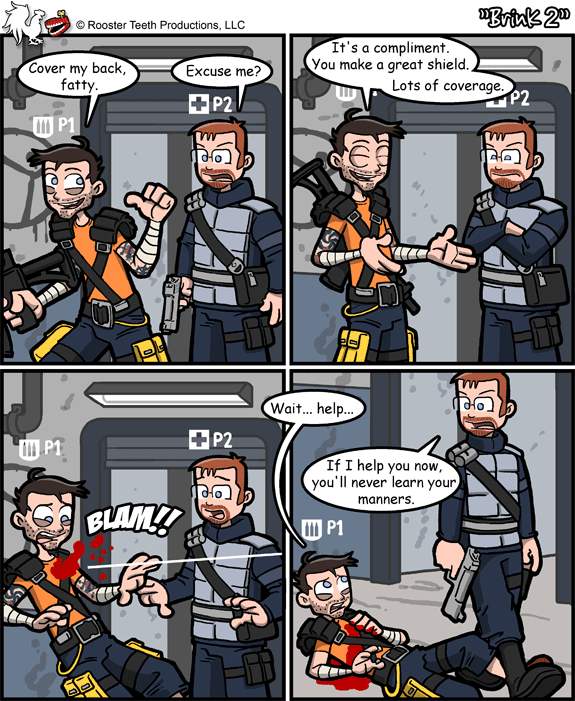 © Rooster Teeth Productions, LLC
"Brink 2"
Cover my back,
fatty.
Excuse me?
P1
P2
It's a compliment.
You make a great shield.
Lots of coverage.
P2
P1
P2
BLAM!!
Wait... help...
If I help you now,
you'll never learn your
manners.
P1